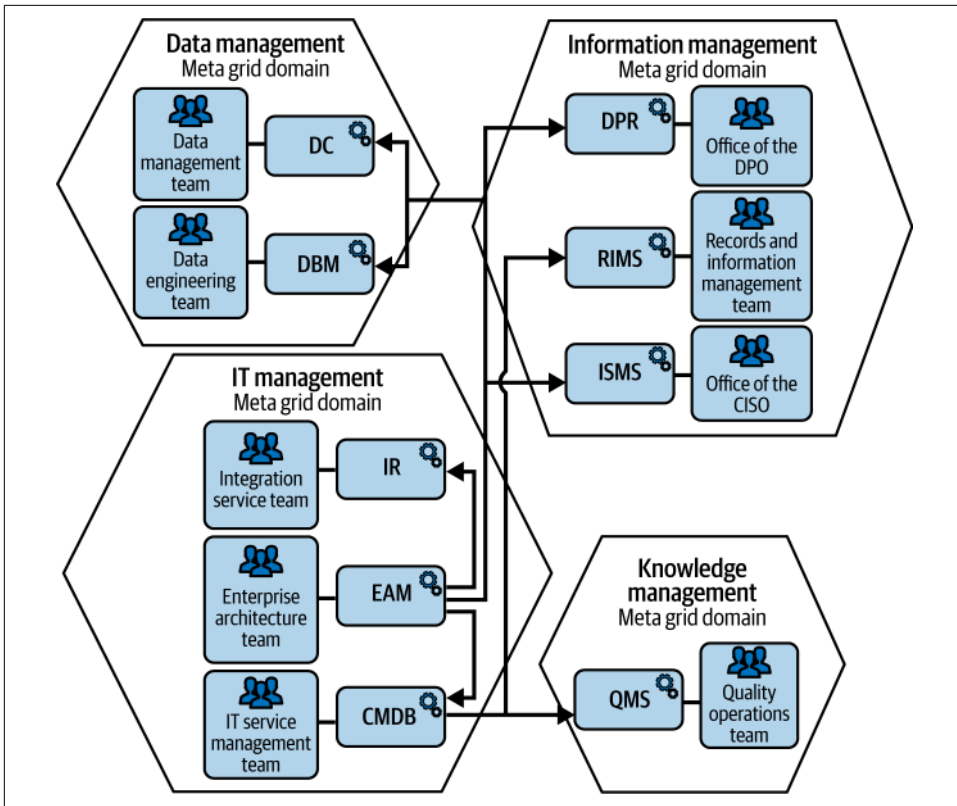 Data management
Meta grid domain
Data
management
team
DC
Data
engineering
team
DBM
Information management
Meta grid domain
DPR
Office of the
DPO
RIMS
Records and
information
management
team
ISMS
Office of the
CISO
IT management
Meta grid domain
Integration
service team
IR
Enterprise
architecture
team
EAM
IT service
management
team
CMDB
Knowledge
management
Meta grid domain
QMS
Quality
operations
team